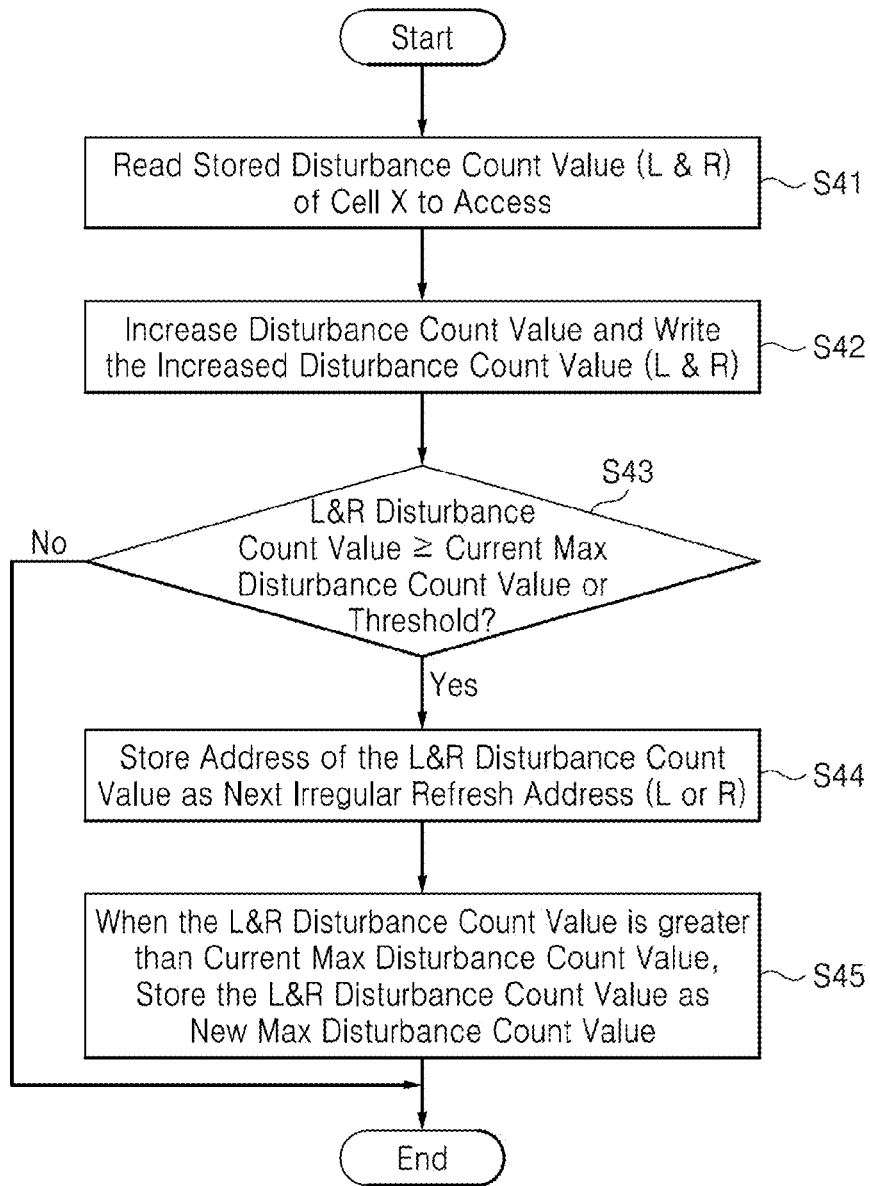 Start
Read Stored Disturbance Count Value (L & R)
of Cell X to Access
S41
Increase Disturbance Count Value and Write
the Increased Disturbance Count Value (L & R)
S42
S43
L&R Disturbance
Count Value ≥ Current Max
Disturbance Count Value or
Threshold?
No
Yes
Store Address of the L&R Disturbance Count
Value as Next Irregular Refresh Address (L or R)
S44
When the L&R Disturbance Count Value is greater
than Current Max Disturbance Count Value,
Store the L&R Disturbance Count Value as
New Max Disturbance Count Value
S45
End